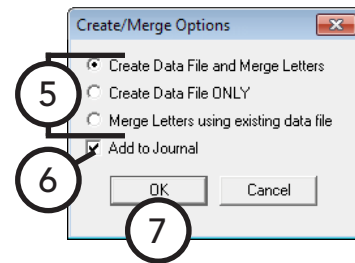 Create/Merge Options
5
Create Data File and Merge Letters
Create Data File ONLY
Merge Letters using existing data file
6
Add to Journal
OK
Cancel
7